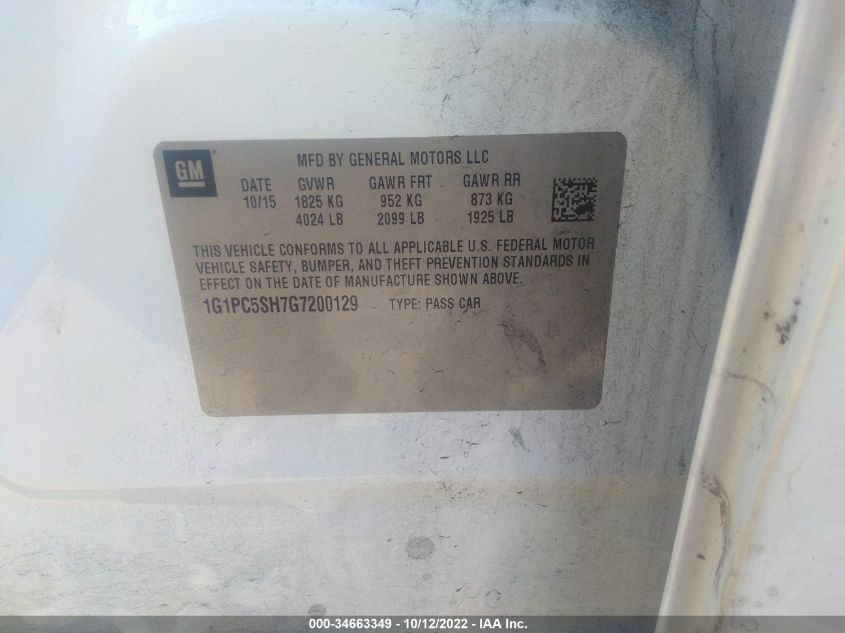 GM
MFD BY GENERAL MOTORS LLC
DATE GVWR GAWR FRT GAWR RR
10/15 1825 KG 952 KG 873 KG
4024 LB 2099 LB 1925 LB
THIS VEHICLE CONFORMS TO ALL APPLICABLE U.S. FEDERAL MOTOR
VEHICLE SAFETY, BUMPER, AND THEFT PREVENTION STANDARDS IN
EFFECT ON THE DATE OF MANUFACTURE SHOWN ABOVE.
1G1PC5SH7G7200129 TYPE: PASS CAR
000-34663349 - 10/12/2022 - IAA Inc.